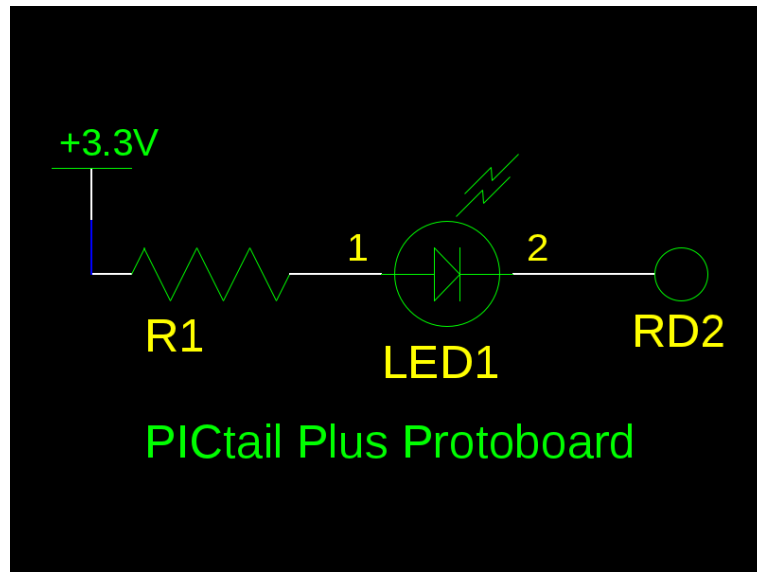 +3.3V
1
2
R1
LED1
RD2
PICtail Plus Protoboard